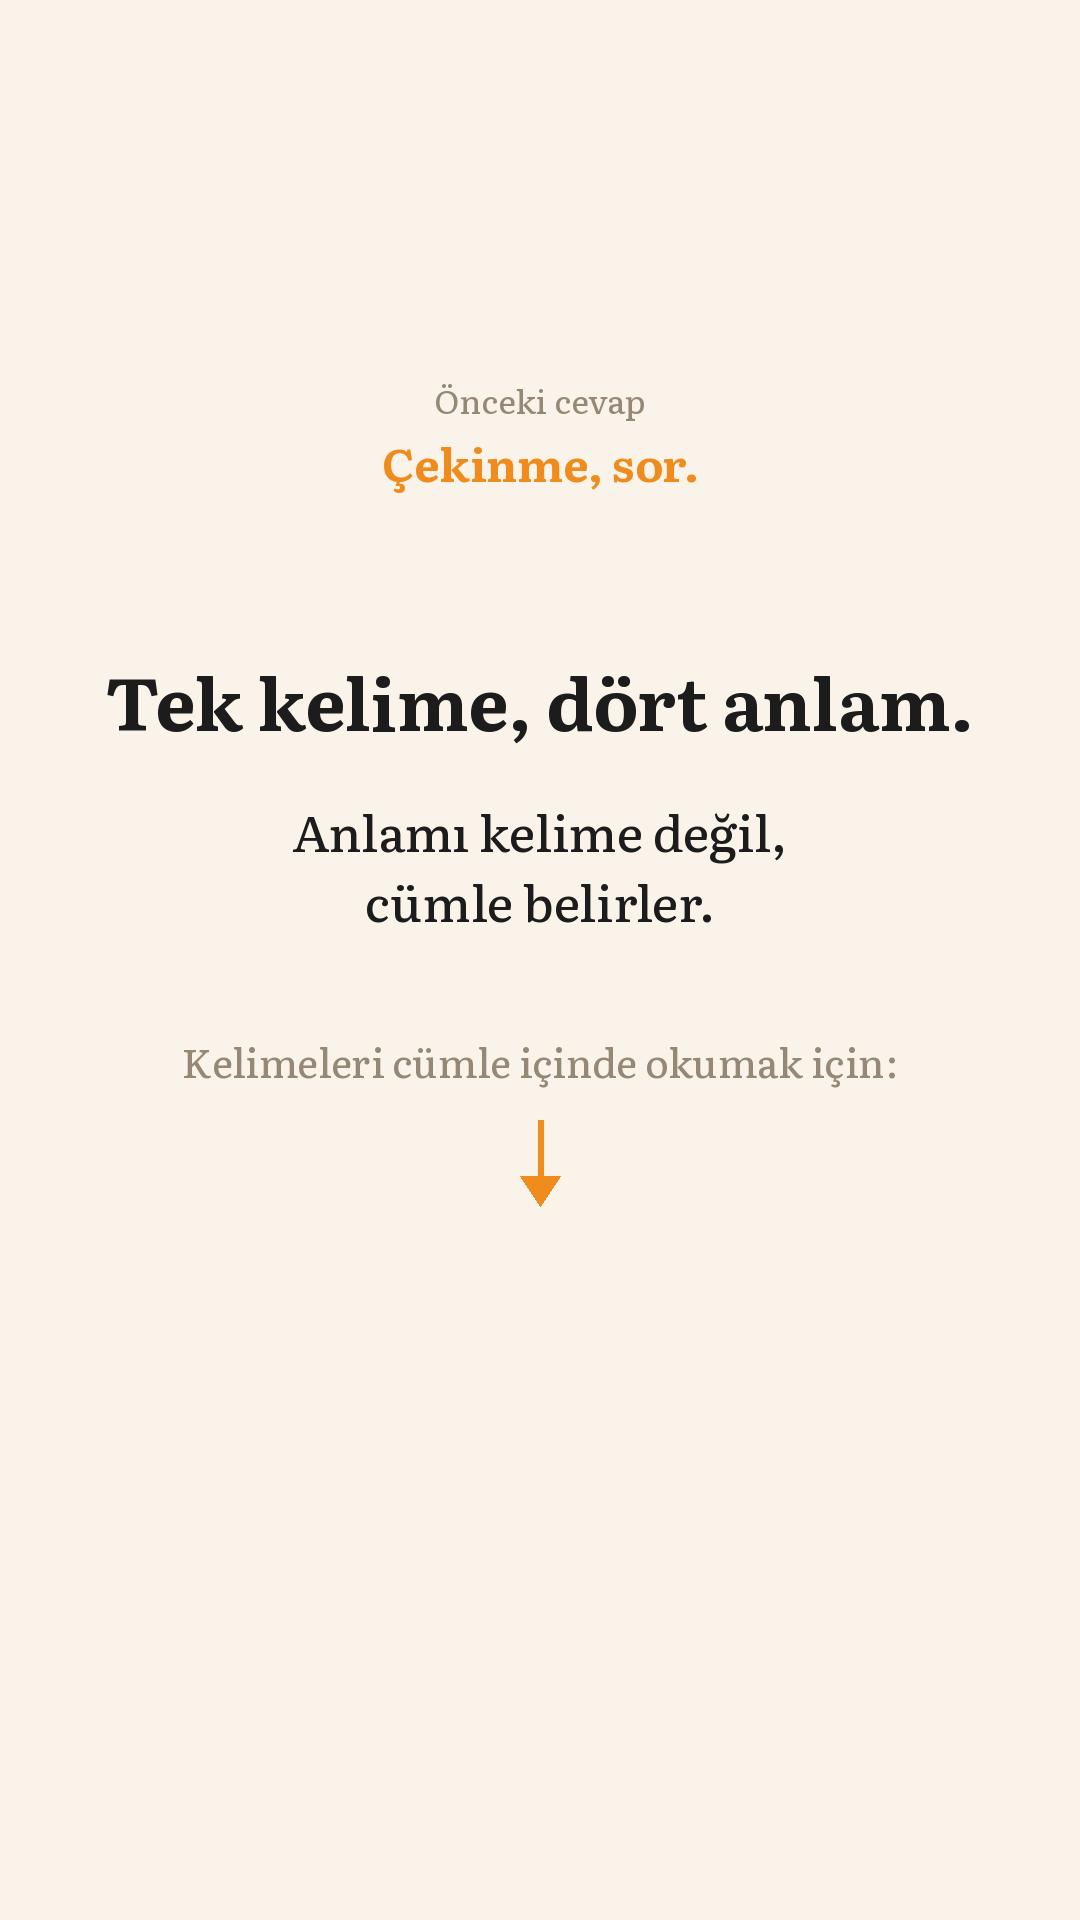 Önceki cevap
Çekinme, sor.
Tek kelime, dört anlam.
Anlamı kelime değil,
cümle belirler.
Kelimeleri cümle içinde okumak için: